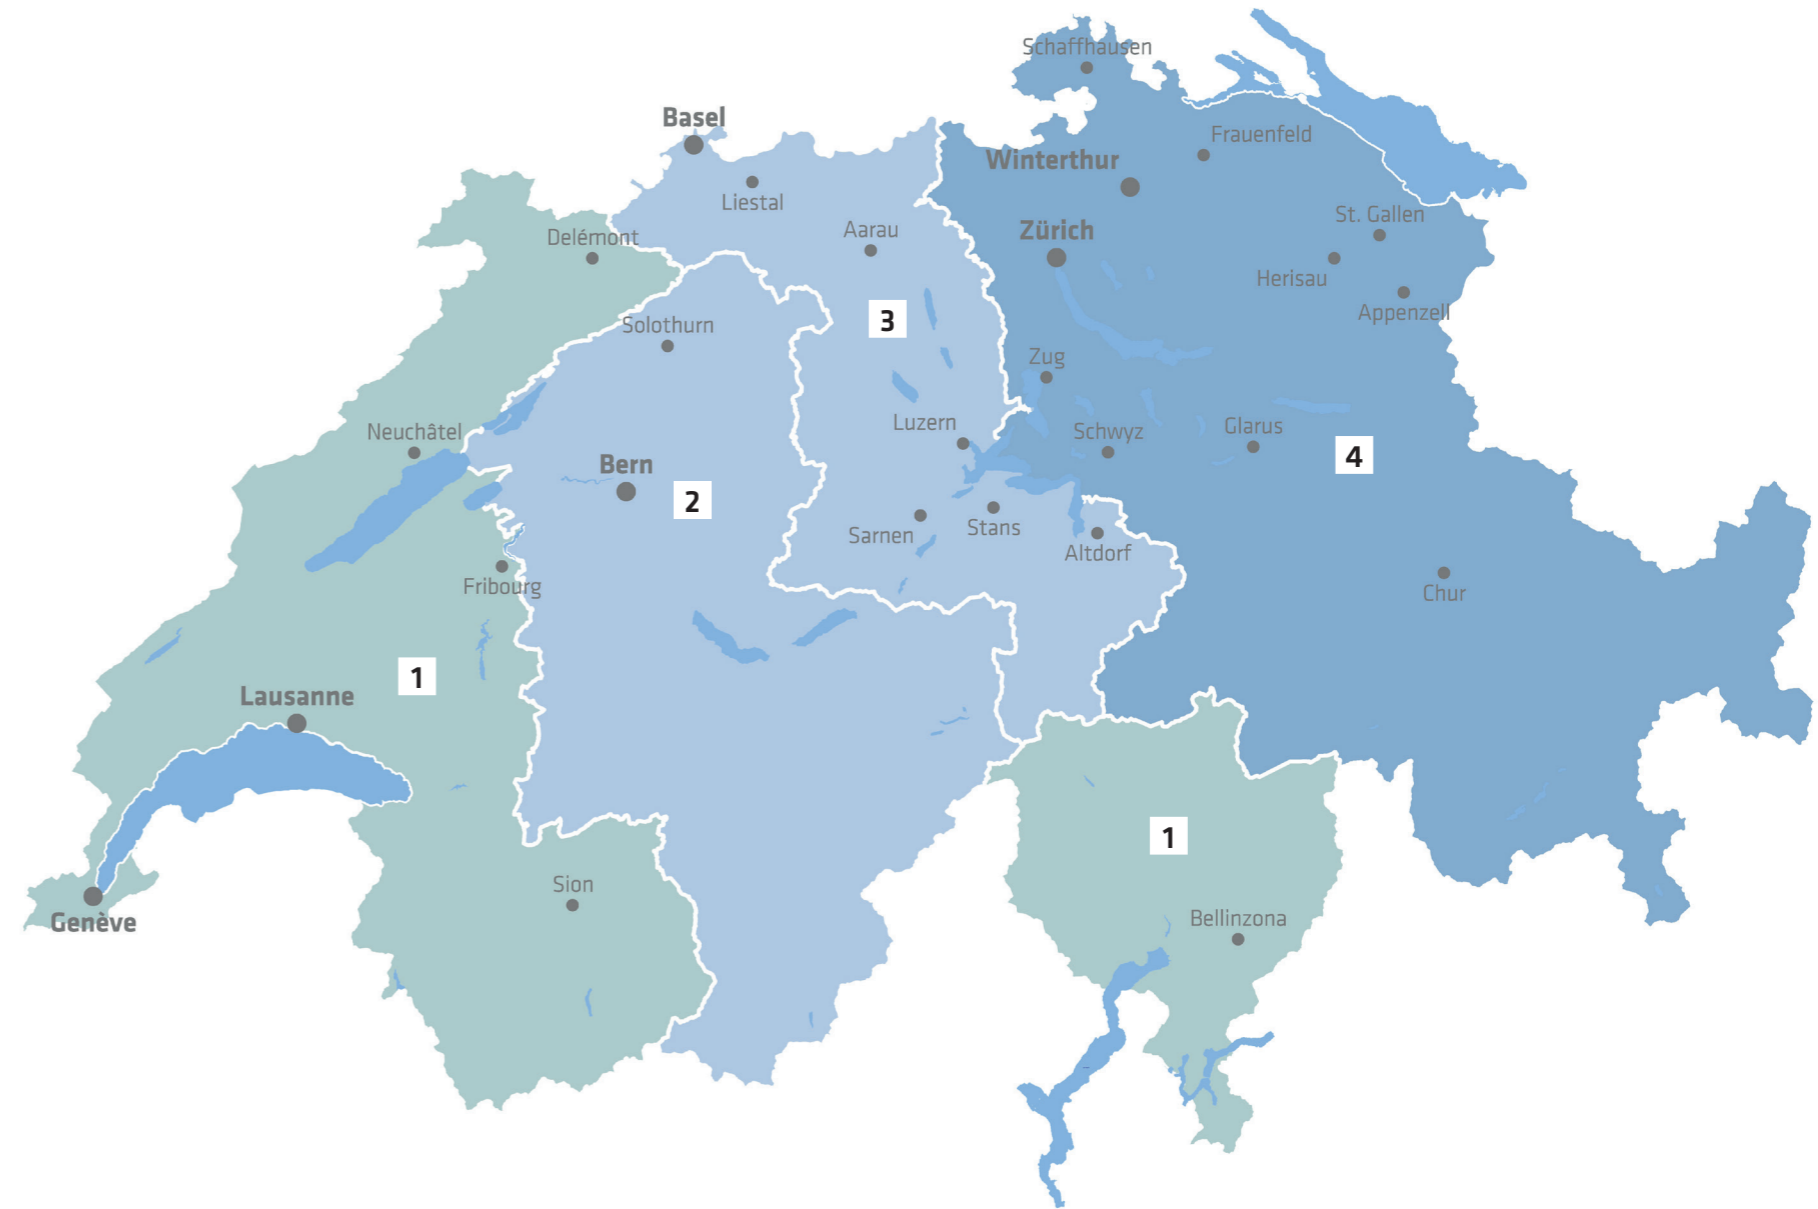 Schaffhausen
Basel
Frauenfeld
Winterthur
Liestal
St. Gallen
Aarau
Zürich
Delémont
Herisau
Appenzell
3
Solothurn
Zug
Luzern
Schwyz
Glarus
Neuchâtel
4
Bern
2
Sarnen
Stans
Altdorf
Fribourg
Chur
1
Lausanne
1
Sion
Genève
Bellinzona